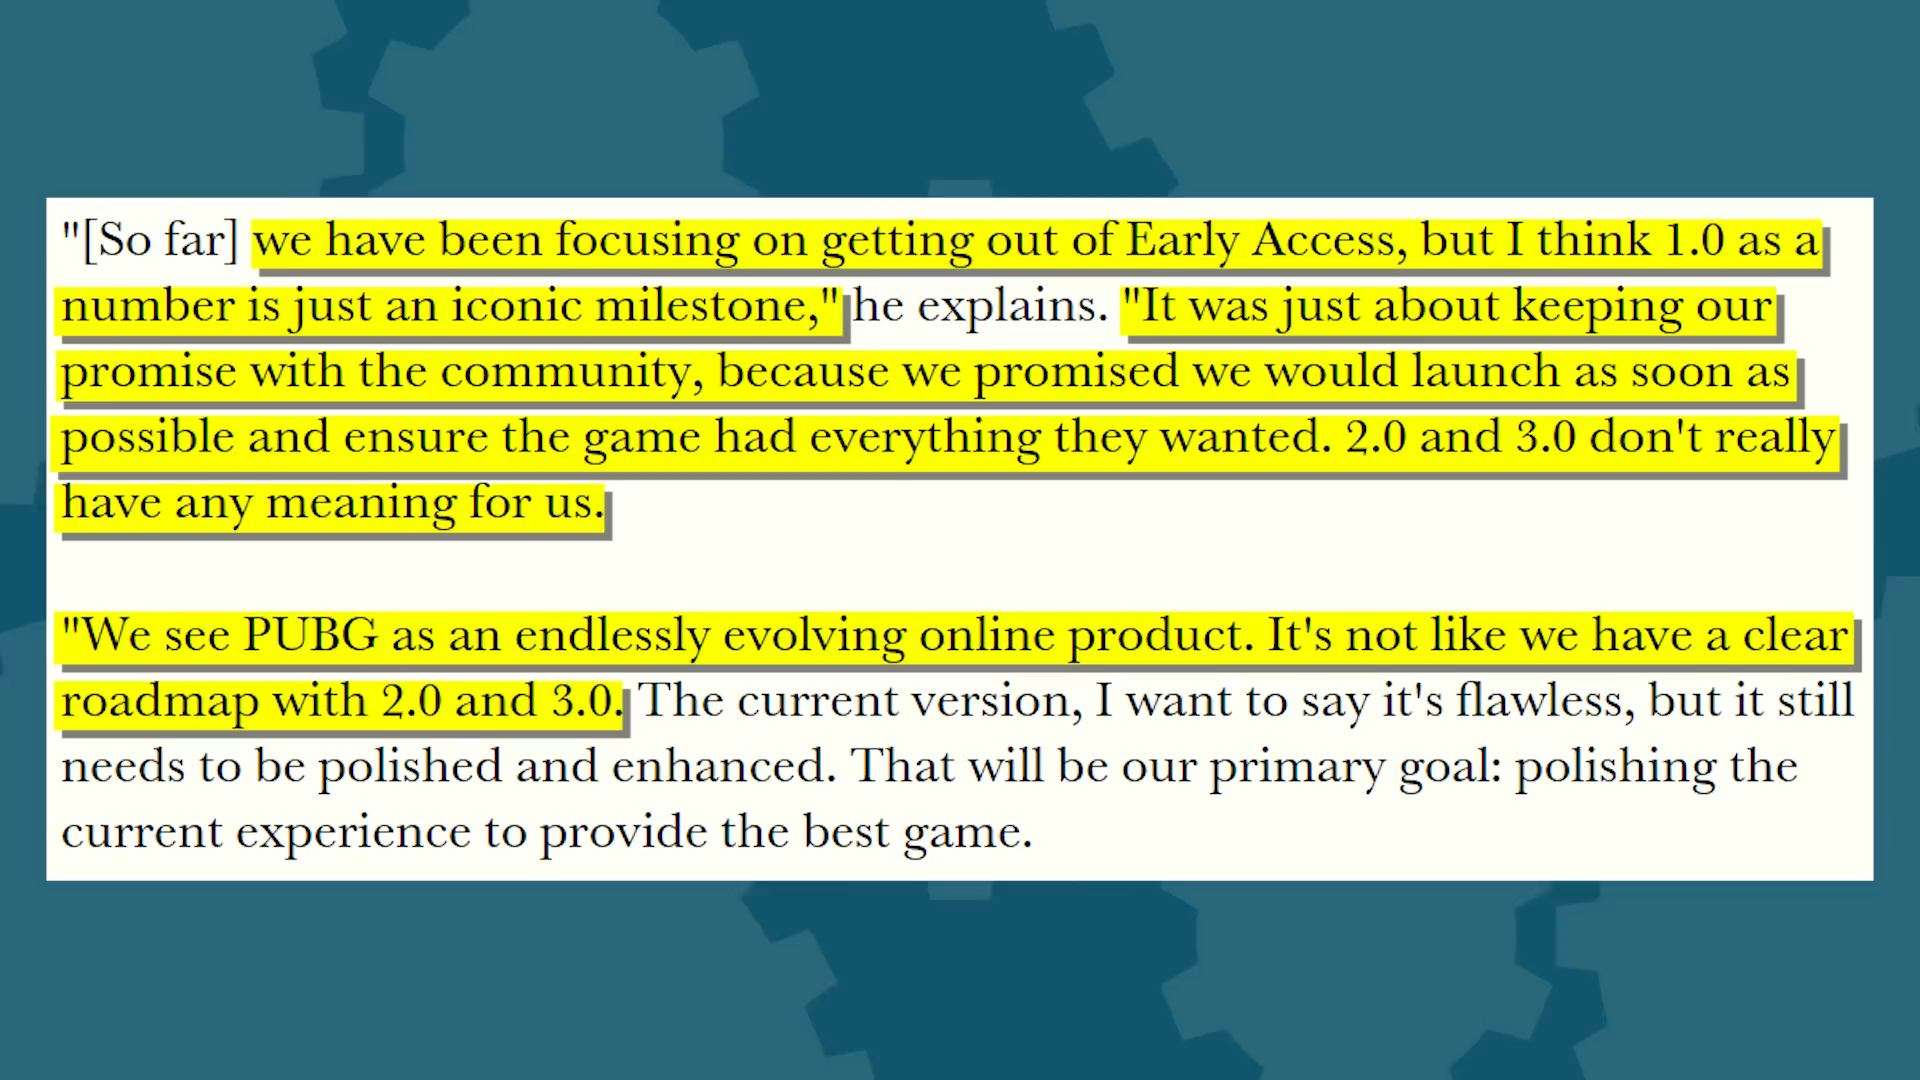 "[So far] we have been focusing on getting out of Early Access, but I think 1.0 as a
number is just an iconic milestone," he explains. "It was just about keeping our
promise with the community, because we promised we would launch as soon as
possible and ensure the game had everything they wanted. 2.0 and 3.0 don't really
have any meaning for us.
"We see PUBG as an endlessly evolving online product. It's not like we have a clear
roadmap with 2.0 and 3.0. The current version, I want to say it's flawless, but it still
needs to be polished and enhanced. That will be our primary goal: polishing the
current experience to provide the best game.